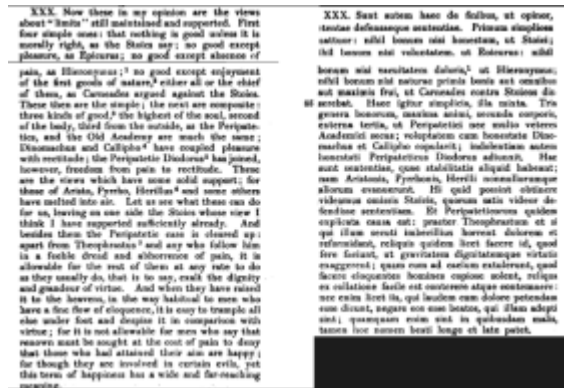 XXX. Now these in my opinion are the views
about “limits” still maintained and supported. First
four simple ones: that nothing is good unless it is
morally right, as the Stoics say; no good except
pleasure, as Epicurus; no good except absence of
pain, as Hieronymus;¹ no good except enjoyment
of the first goods of nature,² either all or the chief
of them, as Carneades argued against the Stoics.
These then are the simple; the next are composite:
three kinds of good,³ the highest of the soul, second
of the body, third from the outside, as the Peripate-
tics, and the Old Academy are much the same;
Dinomachus and Callipho⁴ have coupled pleasure
with rectitude; the Peripatetic Diodorus⁵ has joined,
however, freedom from pain to rectitude. These
are the views which have some solid support; for
those of Aristo, Pyrrho, Herillus⁶ and some others
have melted into air. Let us see what these can do
for us, leaving on one side the Stoics whose view I
think I have supported sufficiently already. And
besides them the Peripatetic case is cleared up:
apart from Theophrastus⁷ and any who follow him
in a feeble dread and abhorrence of pain, it is
allowable for the rest of them at any rate to do
as they usually do, that is to say, exalt the dignity
and grandeur of virtue. And when they have raised
it to the heavens, in the way habitual to men who
have a fine flow of eloquence, it is easy to trample all
else under foot and despise it in comparison with
virtue; for it is not allowable for men who say that
renown must be sought at the cost of pain to deny
that those who had attained their aim are happy;
for though they are involved in certain evils, yet
this term of happiness has a wide and far-reaching
meaning.
XXX. Sunt autem haec de finibus, ut opinor,
tentae defensaeque sententiae. Primum simplices
nihil bonum nisi honestum, ut Stoici;
nihil bonum nisi voluptatem, ut Epicurus; nihil
bonum nisi vacuitatem doloris,¹ ut Hieronymus;
nihil bonum nisi naturae primis bonis aut omnibus
aut maximis frui, ut Carneades contra Stoicos dis-
85 serebat. Haec igitur simplicia, illa mixta. Tria
genera bonorum, maxima animi, secunda corporis,
externa tertia, ut Peripatetici nec multo veteres
Academici secus; voluptatem cum honestate Dino-
machus et Callipho copulavit; indolentiam autem
honestati Peripateticus Diodorus adiunxit. Hae
sunt sententiae, quae stabilitatis aliquid habeant;
nam Aristonis, Pyrrhonis, Herilli nonnullorumque
aliorum evanuerunt. Hi quid possint obtinere
videamus omissis Stoicis, quorum satis videor de-
fendisse sententiam. Et Peripateticorum quidem
explicata causa est: praeter Theophrastum et si
qui illum secuti imbecillius horrent dolorem et
reformidant, reliquis quidem licet facere id, quod
fere faciunt, ut gravitatem dignitatemque virtutis
exaggerent; quam cum ad caelum extulerunt, quod
facere eloquentes homines copiose solent, reliqua
ex collatione facile est conterere atque contemnere:
nec enim licet iis, qui laudem cum dolore petendam
esse dicunt, negare eos esse beatos, qui illam adepti
sint; quamquam enim sint in quibusdam malis,
tamen hoc nomen beati longe et late patet.